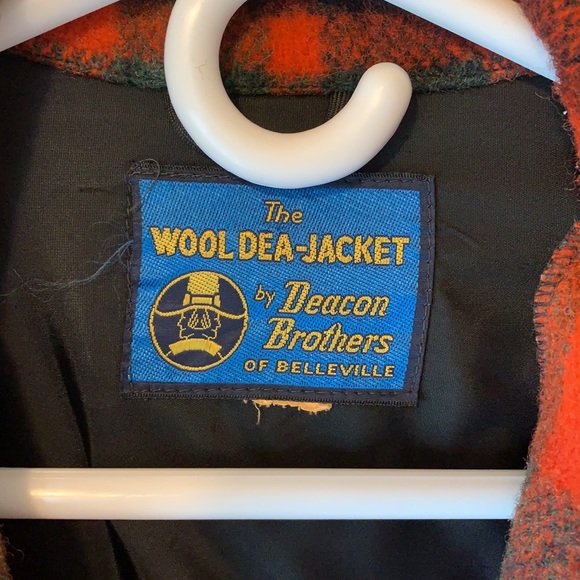 The
WOOL DEA-JACKET
by Deacon
Brothers
OF BELLEVILLE